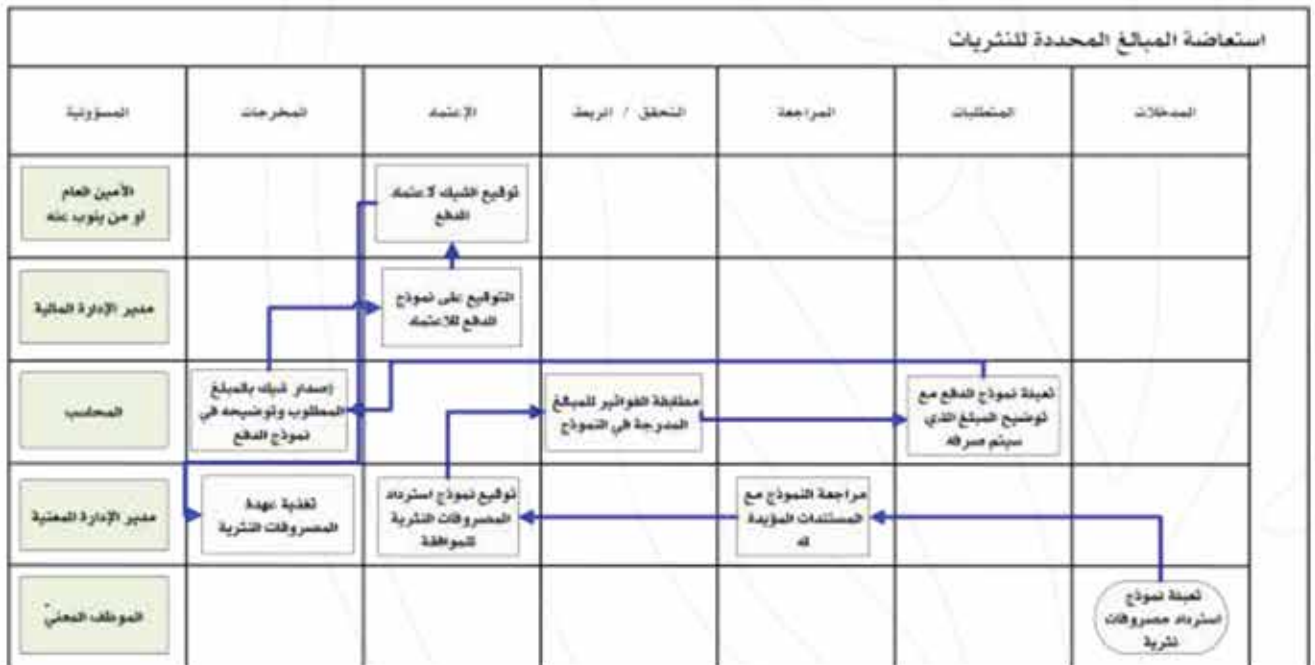 استعاضة المبالغ المحددة للنثريات
المدخلات
المتطلبات
المراجعة
التحقق / الربط
الإعتماد
المخرجات
المسؤولية
توقيع الشيك لاعتماد
الدفع
الأمين العام
او من ينوب عنه
التوقيع على نموذج
الدفع للاعتماد
مدير الإدارة المالية
تعبئة نموذج الدفع مع
توضيح المبلغ الذي
سيتم صرفه
مطابقة الفواتير للمبالغ
المدرجة في النموذج
إصدار شيك بالمبلغ
المطلوب وتوضيحه في
نموذج الدفع
المحاسب
مراجعة النموذج مع
المستندات المؤيدة
له
توقيع نموذج استرداد
المصروفات النثرية
للموافقة
تغذية عهدة
المصروفات النثرية
مدير الإدارة المعنية
تعبئة نموذج
استرداد مصروفات
نثرية
الموظف المعنيّ